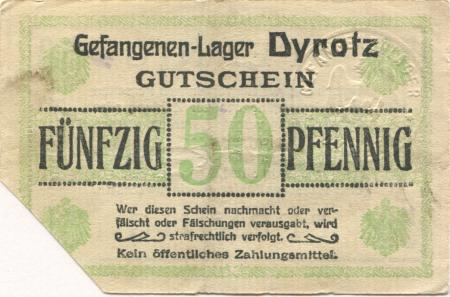 Gefangenen-Lager Dyrotz
GUTSCHEIN
FÜNFZIG 50 PFENNIG
Wer diesen Schein nachmacht oder ver-
fälscht oder Fälschungen verausgabt, wird
strafrechtlich verfolgt.
Kein öffentliches Zahlungsmittel.